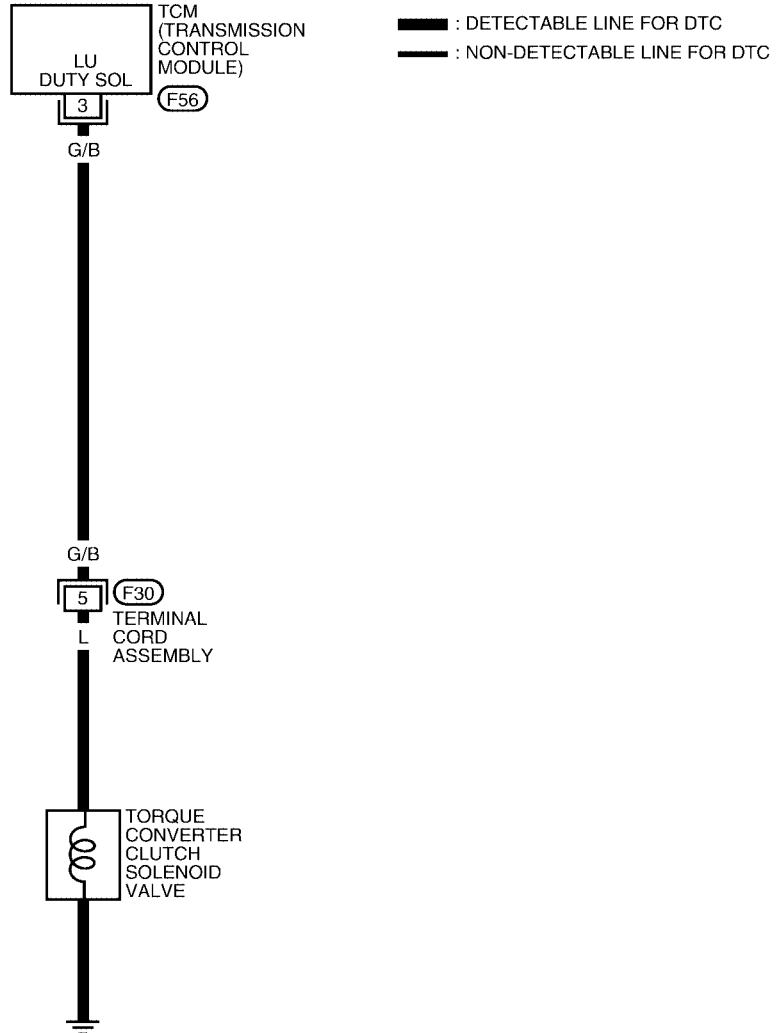 TCM
(TRANSMISSION
CONTROL
MODULE)
LU
DUTY SOL
3
F56
: DETECTABLE LINE FOR DTC
: NON-DETECTABLE LINE FOR DTC
G/B
G/B
5
F30
TERMINAL
CORD
ASSEMBLY
L
TORQUE
CONVERTER
CLUTCH
SOLENOID
VALVE